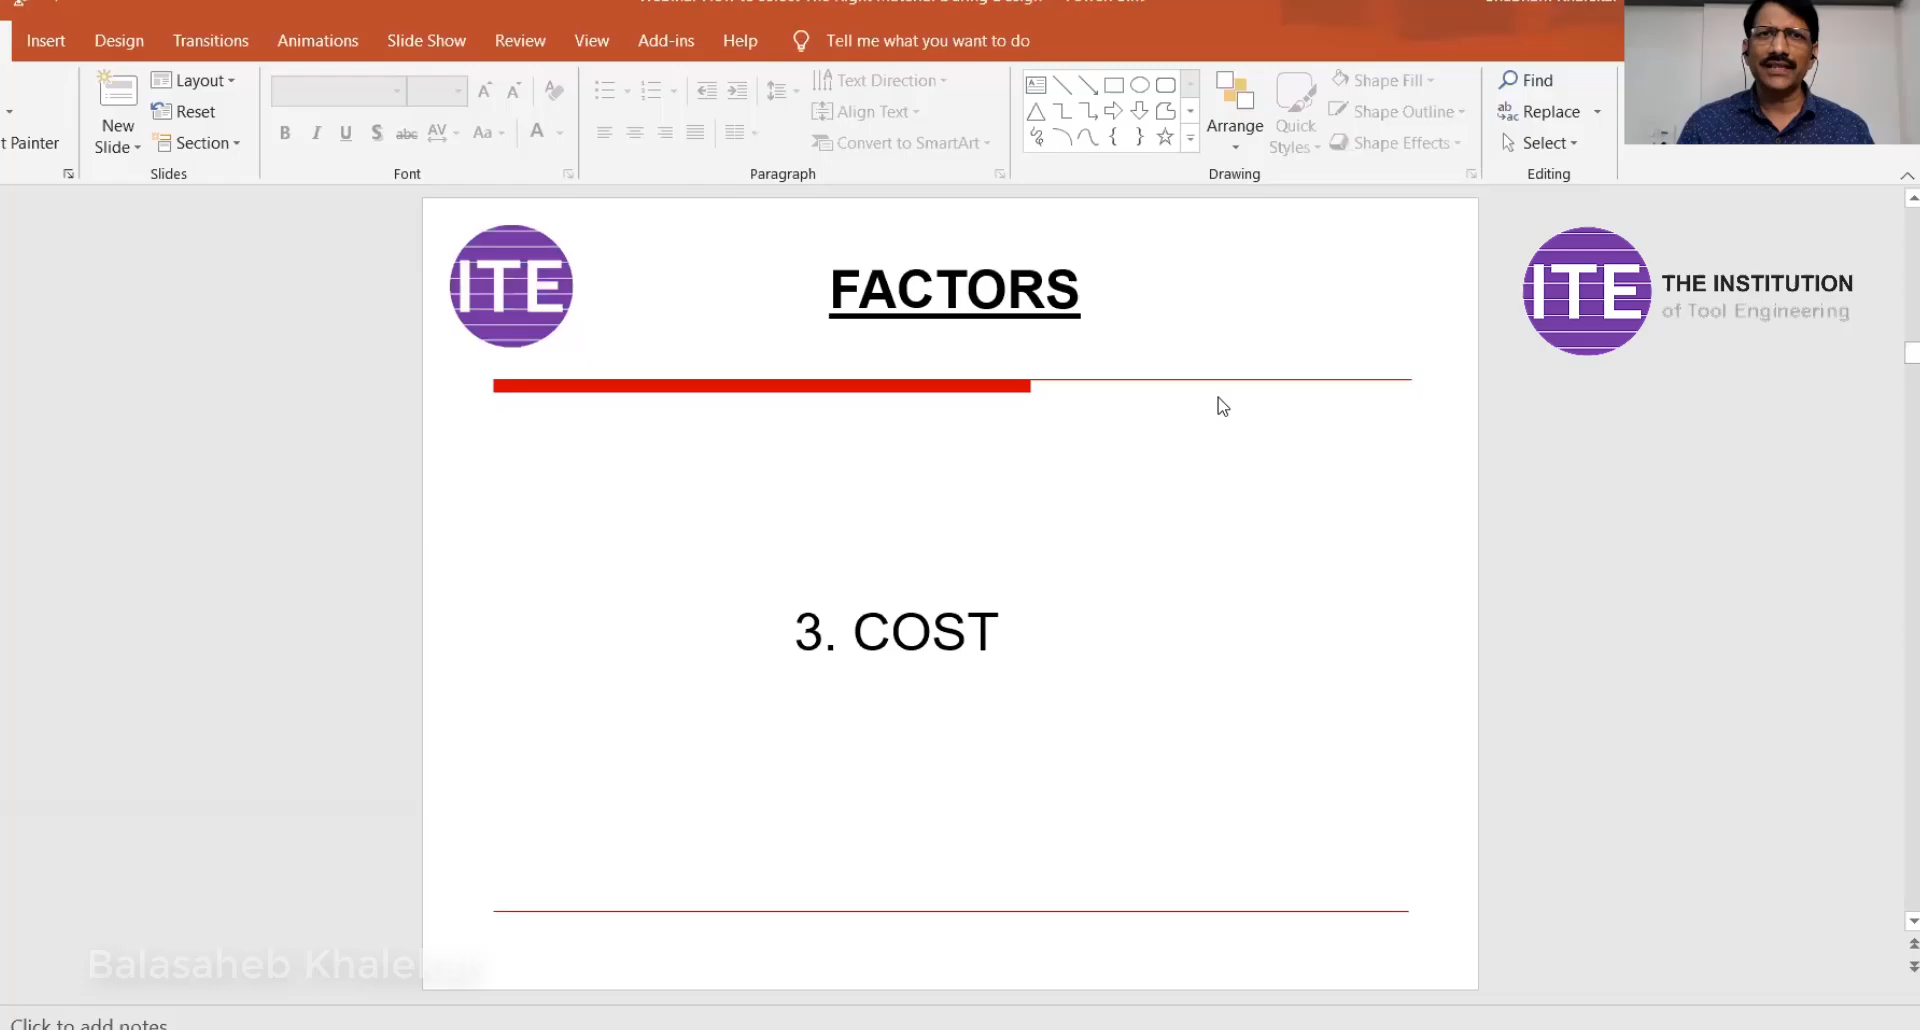 Insert Design Transitions Animations Slide Show Review View Add-ins Help Tell me what you want to do
t Painter
New
Slide
Layout
Reset
Section
Slides
B I U S abc AV Aa A
Font
Text Direction
Align Text
Convert to SmartArt
Paragraph
Arrange
Quick
Styles
Shape Fill
Shape Outline
Shape Effects
Drawing
Find
Replace
Select
Editing
ITE
FACTORS
3. COST
ITE
THE INSTITUTION
of Tool Engineering
Balasaheb
Click to add notes